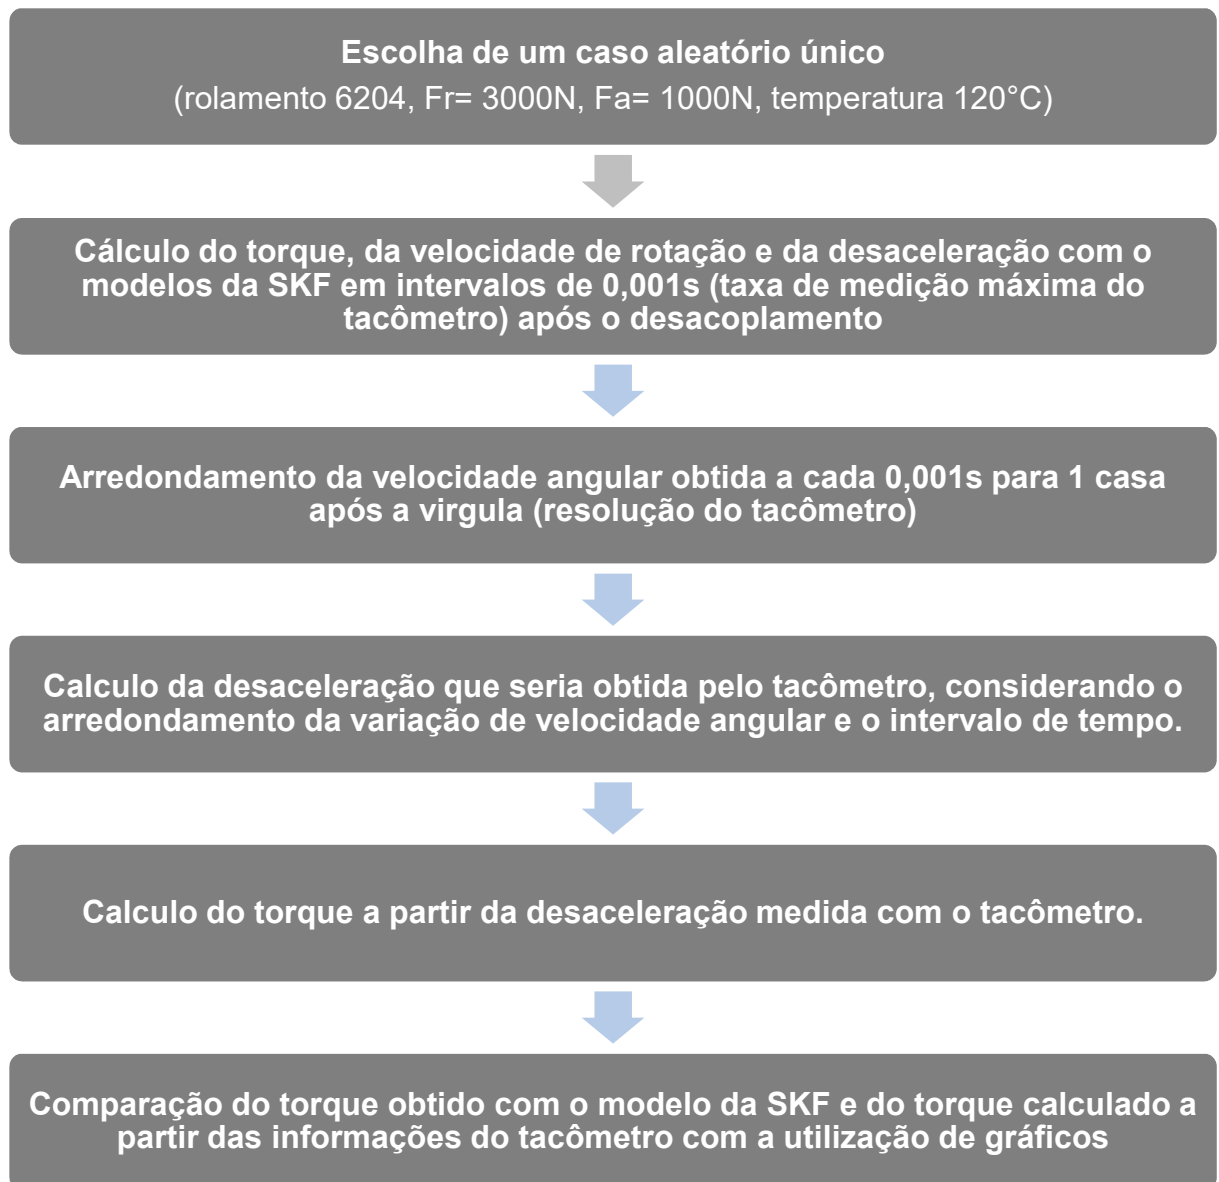 Escolha de um caso aleatório único
(rolamento 6204, Fr= 3000N, Fa= 1000N, temperatura 120°C)
Cálculo do torque, da velocidade de rotação e da desaceleração com o
modelos da SKF em intervalos de 0,001s (taxa de medição máxima do
tacômetro) após o desacoplamento
Arredondamento da velocidade angular obtida a cada 0,001s para 1 casa
após a virgula (resolução do tacômetro)
Calculo da desaceleração que seria obtida pelo tacômetro, considerando o
arredondamento da variação de velocidade angular e o intervalo de tempo.
Calculo do torque a partir da desaceleração medida com o tacômetro.
Comparação do torque obtido com o modelo da SKF e do torque calculado a
partir das informações do tacômetro com a utilização de gráficos